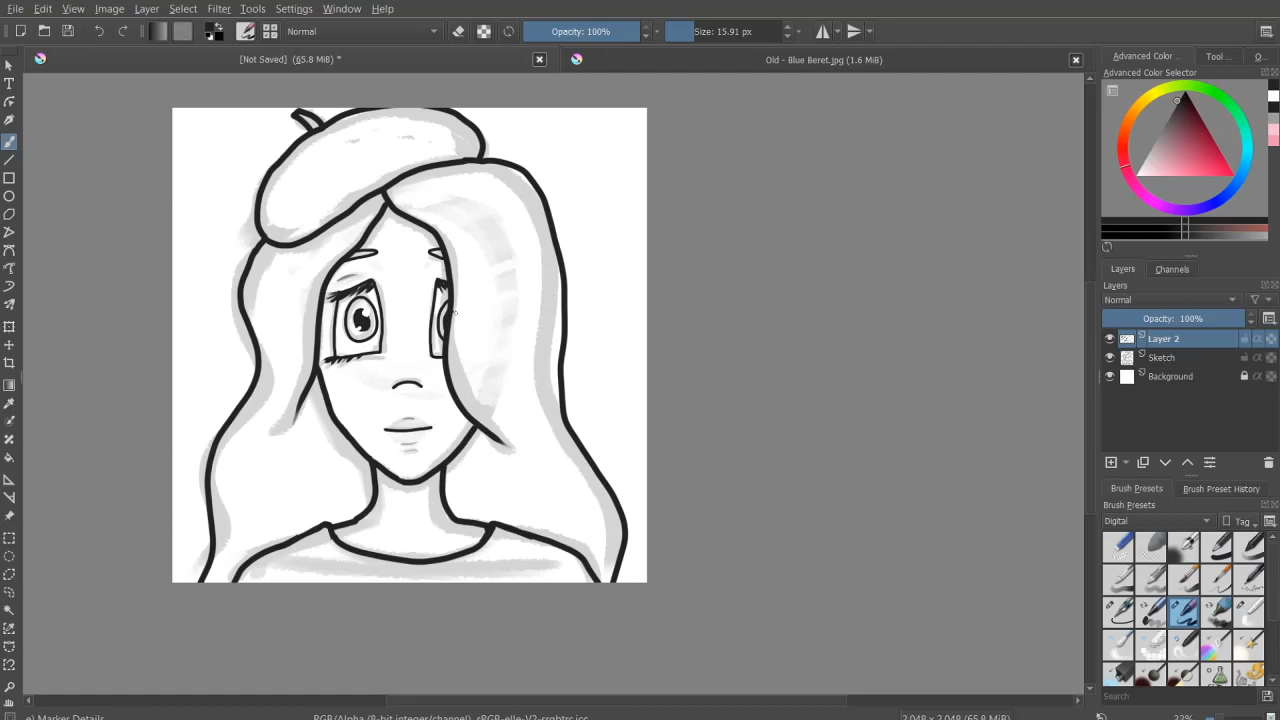 File Edit View Image Layer Select Filter Tools Settings Window Help
Normal Opacity: 100% Size: 15.91 px
[Not Saved] (65.8 MiB) * Old - Blue Beret.jpg (1.6 MiB)
Advanced Color ... Tool ... O...
Advanced Color Selector
Layers Channels
Layers
Normal
Opacity: 100%
Layer 2
Sketch
Background
Brush Presets Brush Preset History
Brush Presets
Digital Tag
Search
e) Marker Details RGB/Alpha (8-bit integer/channel) sRGB-elle-V2-srgbtrc.icc 2,048 x 2,048 (65.8 MiB) 33%